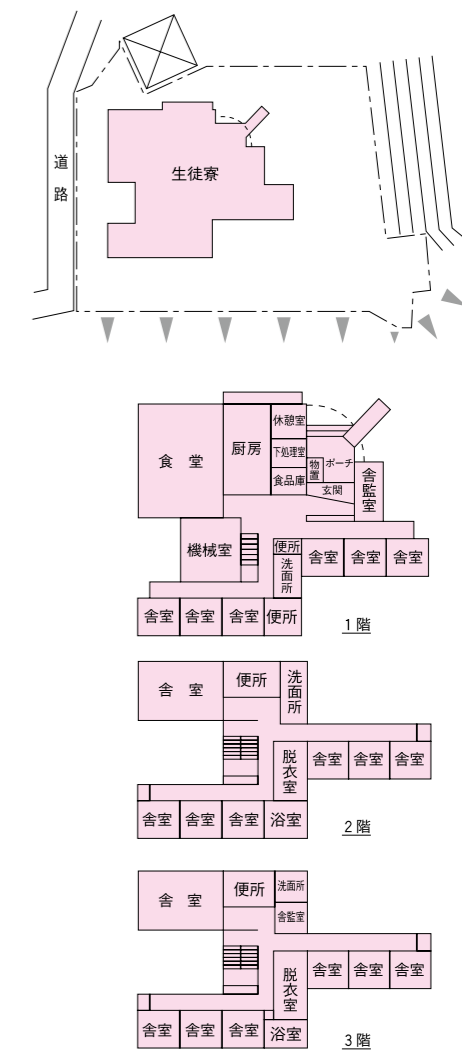 道路
生徒寮
食堂
厨房
休憩室
下処理室
食品庫
物置
ポーチ
玄関
舎監室
機械室
便所
洗面所
舎室
舎室
舎室
舎室
舎室
舎室
便所
1階
舎室
便所
洗面所
脱衣室
舎室
舎室
舎室
舎室
舎室
舎室
浴室
2階
舎室
便所
洗面所
舎監室
脱衣室
舎室
舎室
舎室
舎室
舎室
舎室
浴室
3階